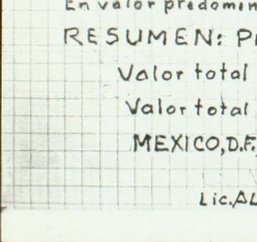 En valor predomin
RESUMEN: P
Valor total
Valor total
MEXICO,D.F.
Lic.AL